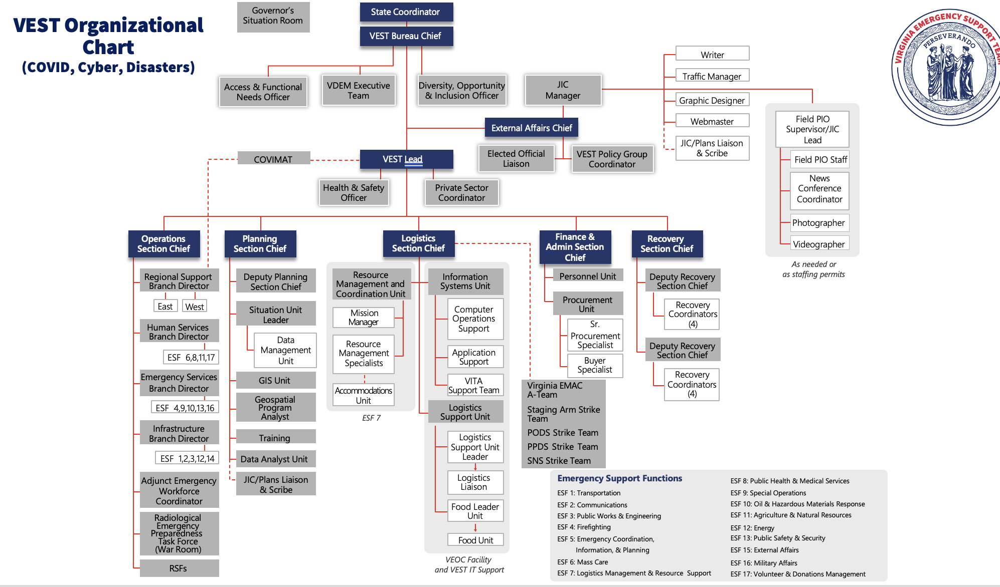 VEST Organizational
Chart
(COVID, Cyber, Disasters)
Governor's
Situation Room
State Coordinator
VEST Bureau Chief
Access & Functional
Needs Officer
VDEM Executive
Team
Diversity, Opportunity
& Inclusion Officer
JIC
Manager
External Affairs Chief
Elected Official
Liaison
VEST Policy Group
Coordinator
Writer
Traffic Manager
Graphic Designer
Webmaster
JIC/Plans Liaison
& Scribe
Field PIO
Supervisor/JIC
Lead
Field PIO Staff
News
Conference
Coordinator
Photographer
Videographer
As needed or
as staffing permits
VIRGINIA EMERGENCY SUPPORT TEAM
PERSEVERANDO
COVIMAT
VEST Lead
Health & Safety
Officer
Private Sector
Coordinator
Operations
Section Chief
Regional Support
Branch Director
East
West
Human Services
Branch Director
ESF 6,8,11,17
Emergency Services
Branch Director
ESF 4,9,10,13,16
Infrastructure
Branch Director
ESF 1,2,3,12,14
Adjunct Emergency
Workforce
Coordinator
Radiological
Emergency
Preparedness
Task Force
(War Room)
RSFs
Planning
Section Chief
Deputy Planning
Section Chief
Situation Unit
Leader
Data
Management
Unit
GIS Unit
Geospatial
Program
Analyst
Training
Data Analyst Unit
JIC/Plans Liaison
& Scribe
Logistics
Section Chief
Resource
Management and
Coordination Unit
Mission
Manager
Resource
Management
Specialists
Accommodations
Unit
ESF 7
Information
Systems Unit
Computer
Operations
Support
Application
Support
VITA
Support Team
Logistics
Support Unit
Logistics
Support Unit
Leader
Logistics
Liaison
Food Leader
Unit
Food Unit
VEOC Facility
and VEST IT Support
Finance &
Admin Section
Chief
Personnel Unit
Procurement
Unit
Sr.
Procurement
Specialist
Buyer
Specialist
Virginia EMAC
A-Team
Staging Arm Strike
Team
PODS Strike Team
PPDS Strike Team
SNS Strike Team
Recovery
Section Chief
Deputy Recovery
Section Chief
Recovery
Coordinators
(4)
Deputy Recovery
Section Chief
Recovery
Coordinators
(4)
Emergency Support Functions
ESF 1: Transportation
ESF 2: Communications
ESF 3: Public Works & Engineering
ESF 4: Firefighting
ESF 5: Emergency Coordination,
Information, & Planning
ESF 6: Mass Care
ESF 7: Logistics Management & Resource Support
ESF 8: Public Health & Medical Services
ESF 9: Special Operations
ESF 10: Oil & Hazardous Materials Response
ESF 11: Agriculture & Natural Resources
ESF 12: Energy
ESF 13: Public Safety & Security
ESF 15: External Affairs
ESF 16: Military Affairs
ESF 17: Volunteer & Donations Management